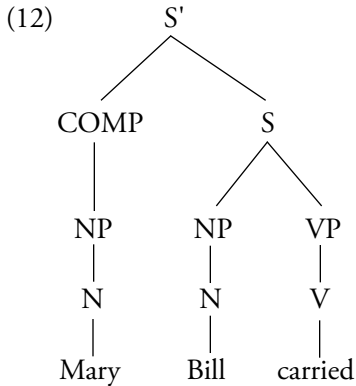 (12) S'
COMP S
NP NP VP
N N V
Mary Bill carried